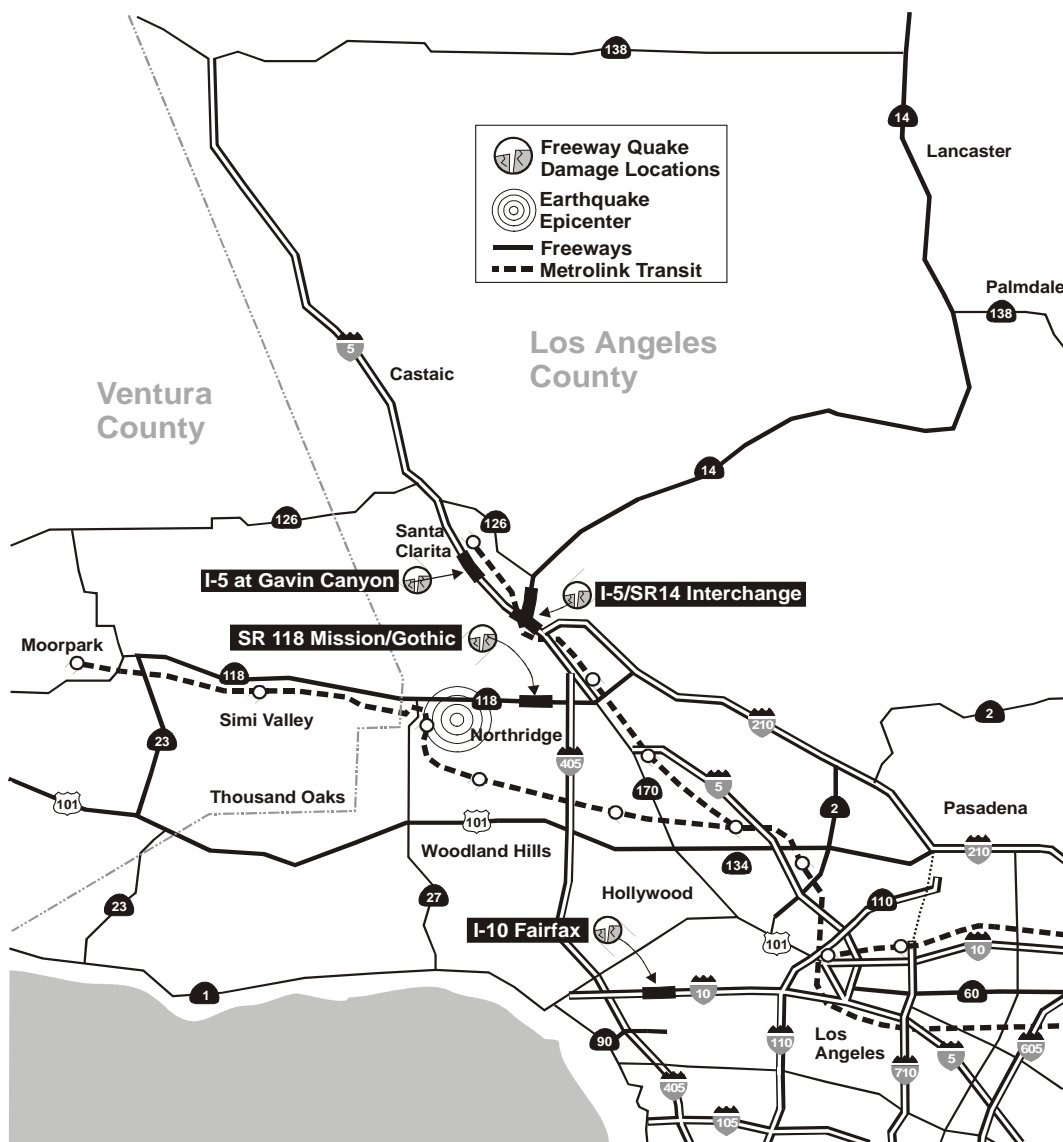 138
14
Freeway Quake
Damage Locations
Earthquake
Epicenter
Freeways
Metrolink Transit
Lancaster
Palmdale
138
5
Los Angeles
County
Castaic
Ventura
County
14
126
126
Santa
Clarita
I-5 at Gavin Canyon
I-5/SR14 Interchange
SR 118 Mission/Gothic
Moorpark
118
118
Simi Valley
Northridge
210
2
23
405
170
5
2
Thousand Oaks
101
101
Pasadena
Woodland Hills
134
210
Hollywood
23
27
110
I-10 Fairfax
101
10
1
10
60
90
110
Los
Angeles
605
5
710
405
105